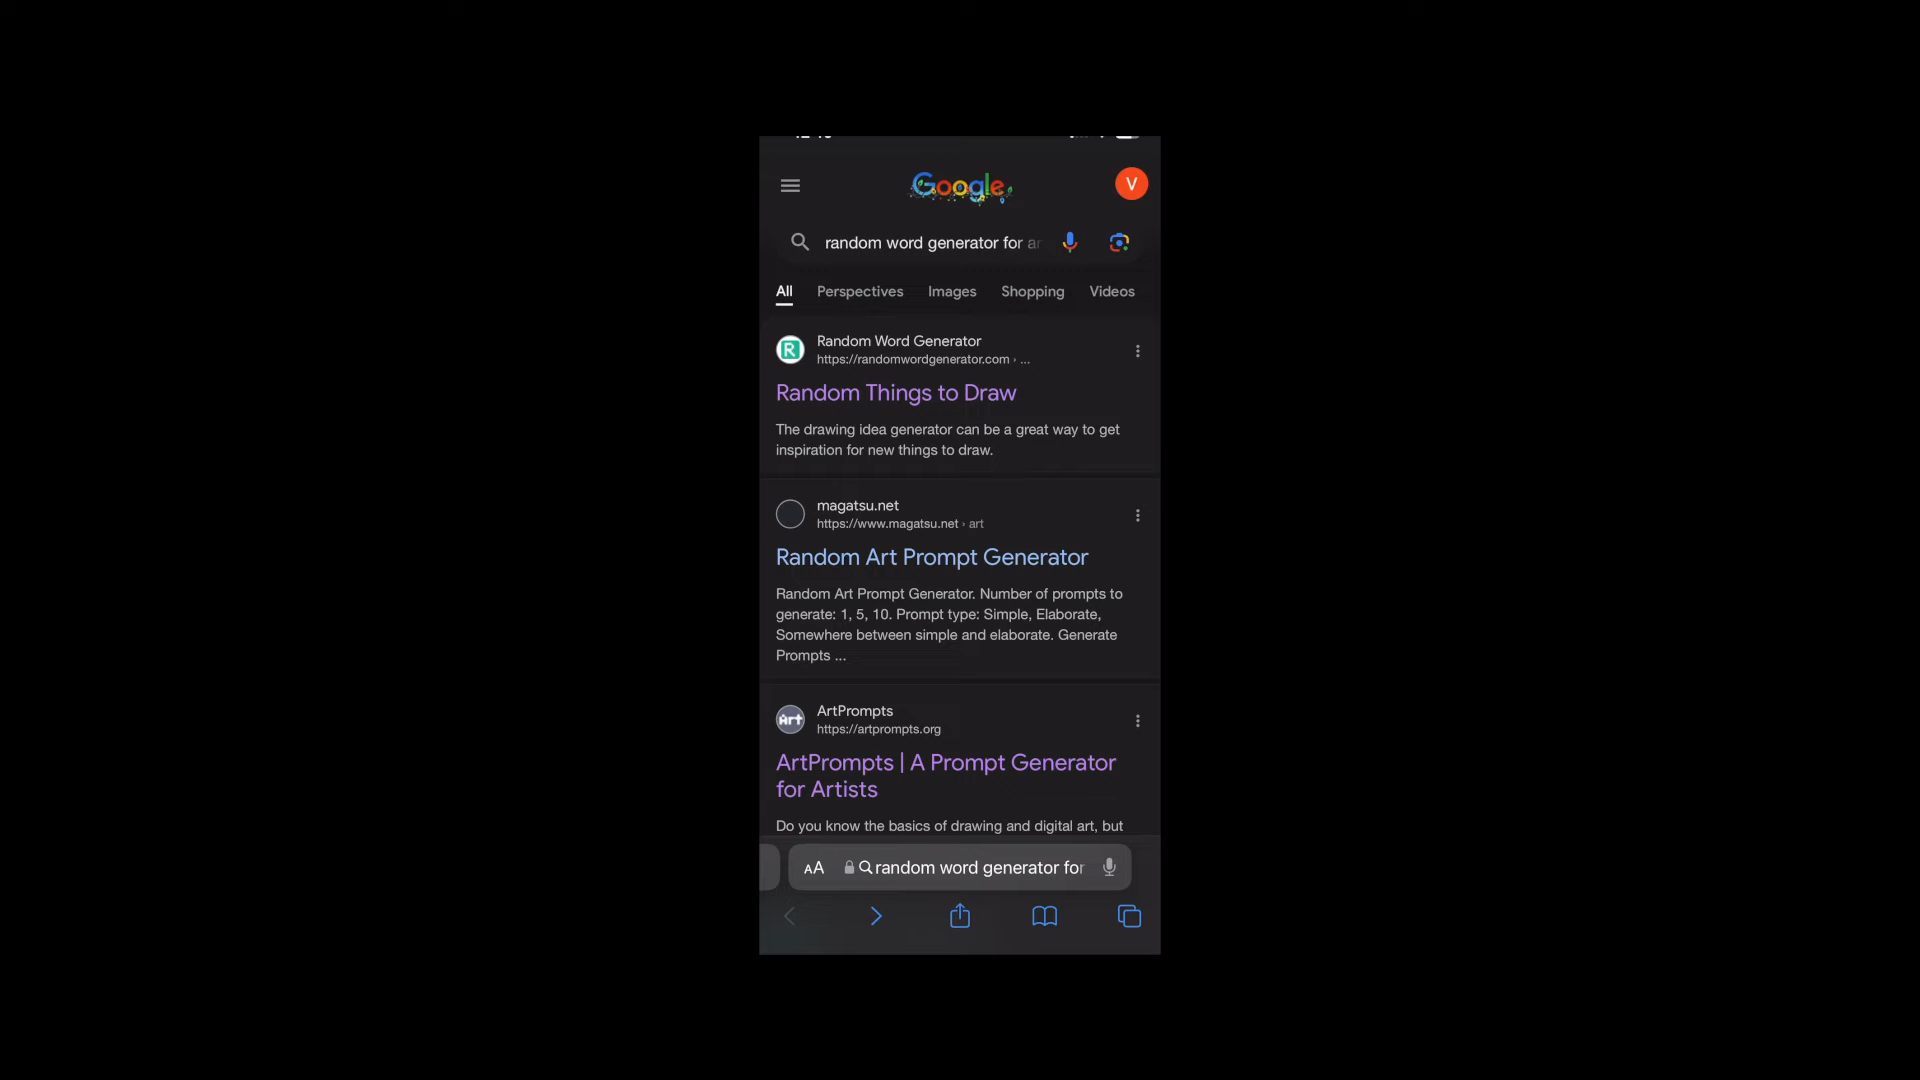 Google
V
random word generator for ar
All Perspectives Images Shopping Videos
R
Random Word Generator
https://randomwordgenerator.com › ...
Random Things to Draw
The drawing idea generator can be a great way to get
inspiration for new things to draw.
magatsu.net
https://www.magatsu.net › art
Random Art Prompt Generator
Random Art Prompt Generator. Number of prompts to
generate: 1, 5, 10. Prompt type: Simple, Elaborate,
Somewhere between simple and elaborate. Generate
Prompts ...
Art
ArtPrompts
https://artprompts.org
ArtPrompts | A Prompt Generator
for Artists
Do you know the basics of drawing and digital art, but
AA random word generator for